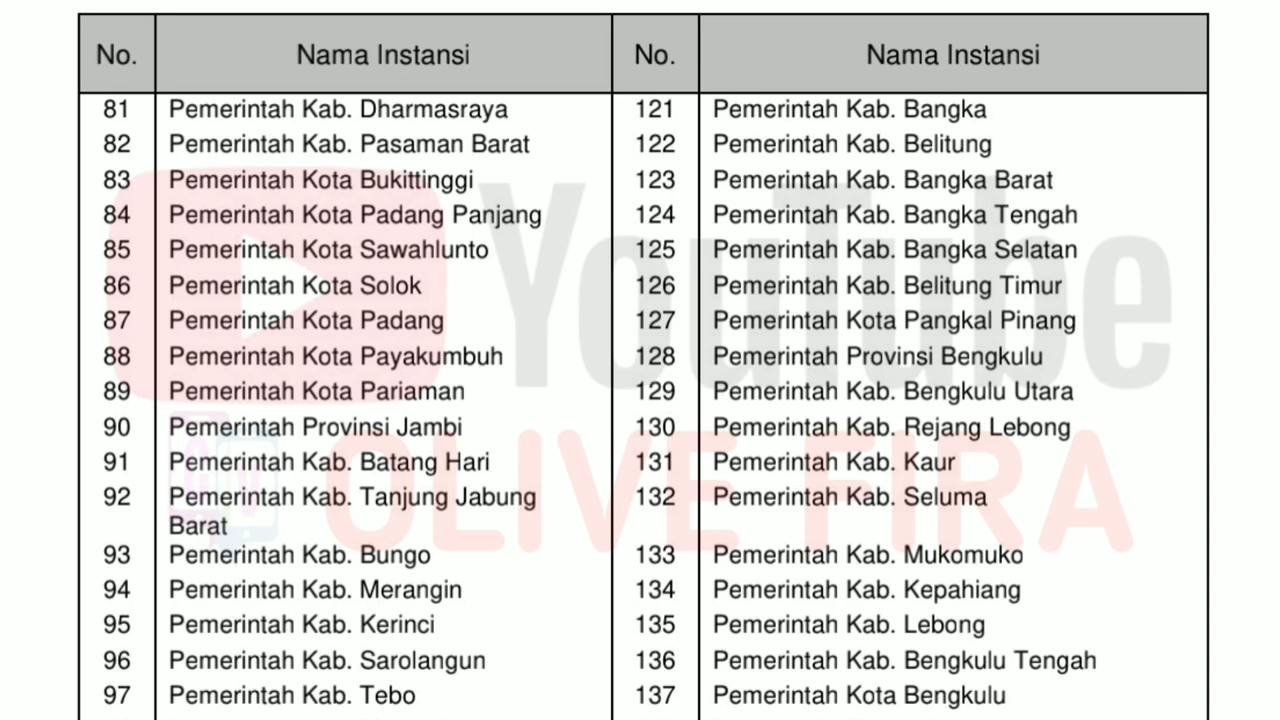 No. Nama Instansi No. Nama Instansi
81 Pemerintah Kab. Dharmasraya 121 Pemerintah Kab. Bangka
82 Pemerintah Kab. Pasaman Barat 122 Pemerintah Kab. Belitung
83 Pemerintah Kota Bukittinggi 123 Pemerintah Kab. Bangka Barat
84 Pemerintah Kota Padang Panjang 124 Pemerintah Kab. Bangka Tengah
85 Pemerintah Kota Sawahlunto 125 Pemerintah Kab. Bangka Selatan
86 Pemerintah Kota Solok 126 Pemerintah Kab. Belitung Timur
87 Pemerintah Kota Padang 127 Pemerintah Kota Pangkal Pinang
88 Pemerintah Kota Payakumbuh 128 Pemerintah Provinsi Bengkulu
89 Pemerintah Kota Pariaman 129 Pemerintah Kab. Bengkulu Utara
90 Pemerintah Provinsi Jambi 130 Pemerintah Kab. Rejang Lebong
91 Pemerintah Kab. Batang Hari 131 Pemerintah Kab. Kaur
92 Pemerintah Kab. Tanjung Jabung 132 Pemerintah Kab. Seluma
Barat
93 Pemerintah Kab. Bungo 133 Pemerintah Kab. Mukomuko
94 Pemerintah Kab. Merangin 134 Pemerintah Kab. Kepahiang
95 Pemerintah Kab. Kerinci 135 Pemerintah Kab. Lebong
96 Pemerintah Kab. Sarolangun 136 Pemerintah Kab. Bengkulu Tengah
97 Pemerintah Kab. Tebo 137 Pemerintah Kota Bengkulu
YouTube
OLIVE FIRA